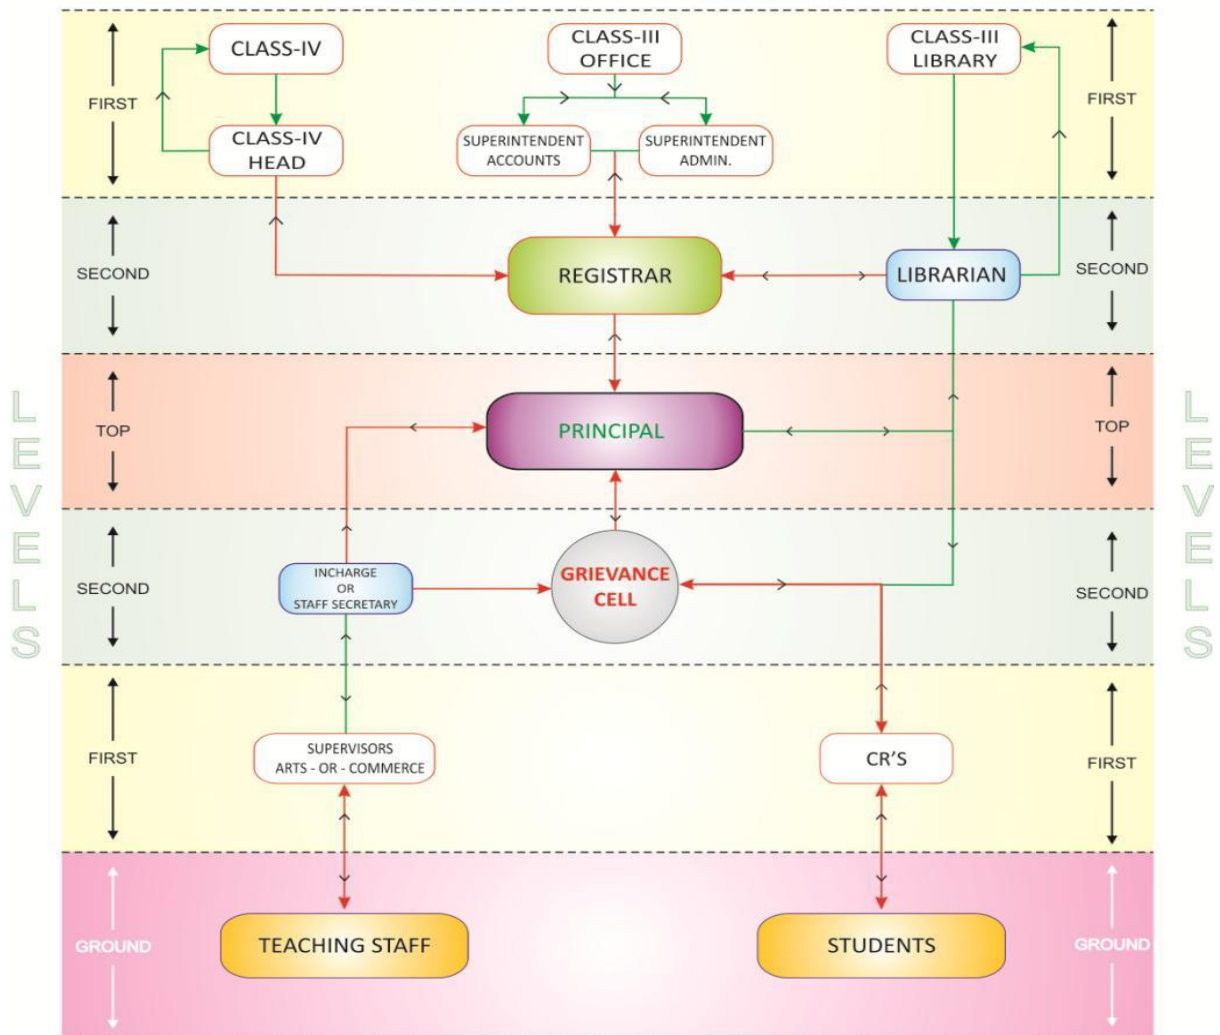 CLASS-IV
CLASS-III
OFFICE
CLASS-III
LIBRARY
FIRST
FIRST
CLASS-IV
HEAD
SUPERINTENDENT
ACCOUNTS
SUPERINTENDENT
ADMIN.
SECOND
REGISTRAR
LIBRARIAN
SECOND
LEVELS
TOP
PRINCIPAL
TOP
LEVELS
SECOND
INCHARGE
OR
STAFF SECRETARY
GRIEVANCE
CELL
SECOND
FIRST
SUPERVISORS
ARTS - OR - COMMERCE
CR'S
FIRST
GROUND
TEACHING STAFF
STUDENTS
GROUND